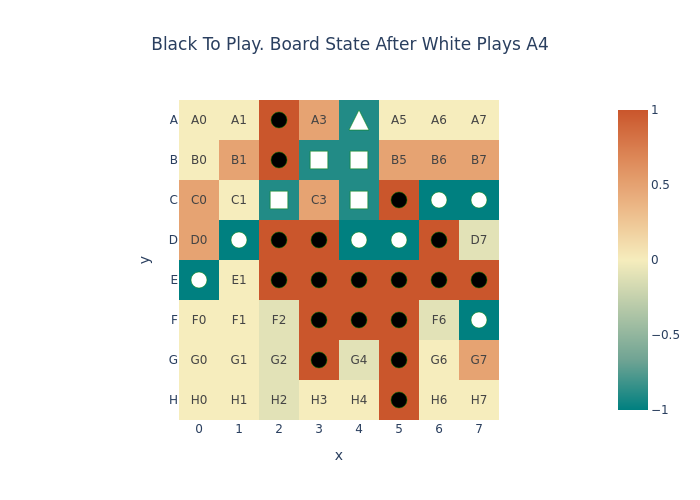 Black To Play. Board State After White Plays A4
A A0 A1 A3 A5 A6 A7
B B0 B1 B5 B6 B7
C C0 C1 C3
D D0 D7
E E1
F F0 F1 F2 F6
G G0 G1 G2 G4 G6 G7
H H0 H1 H2 H3 H4 H6 H7
0 1 2 3 4 5 6 7
x
y
1
0.5
0
−0.5
−1